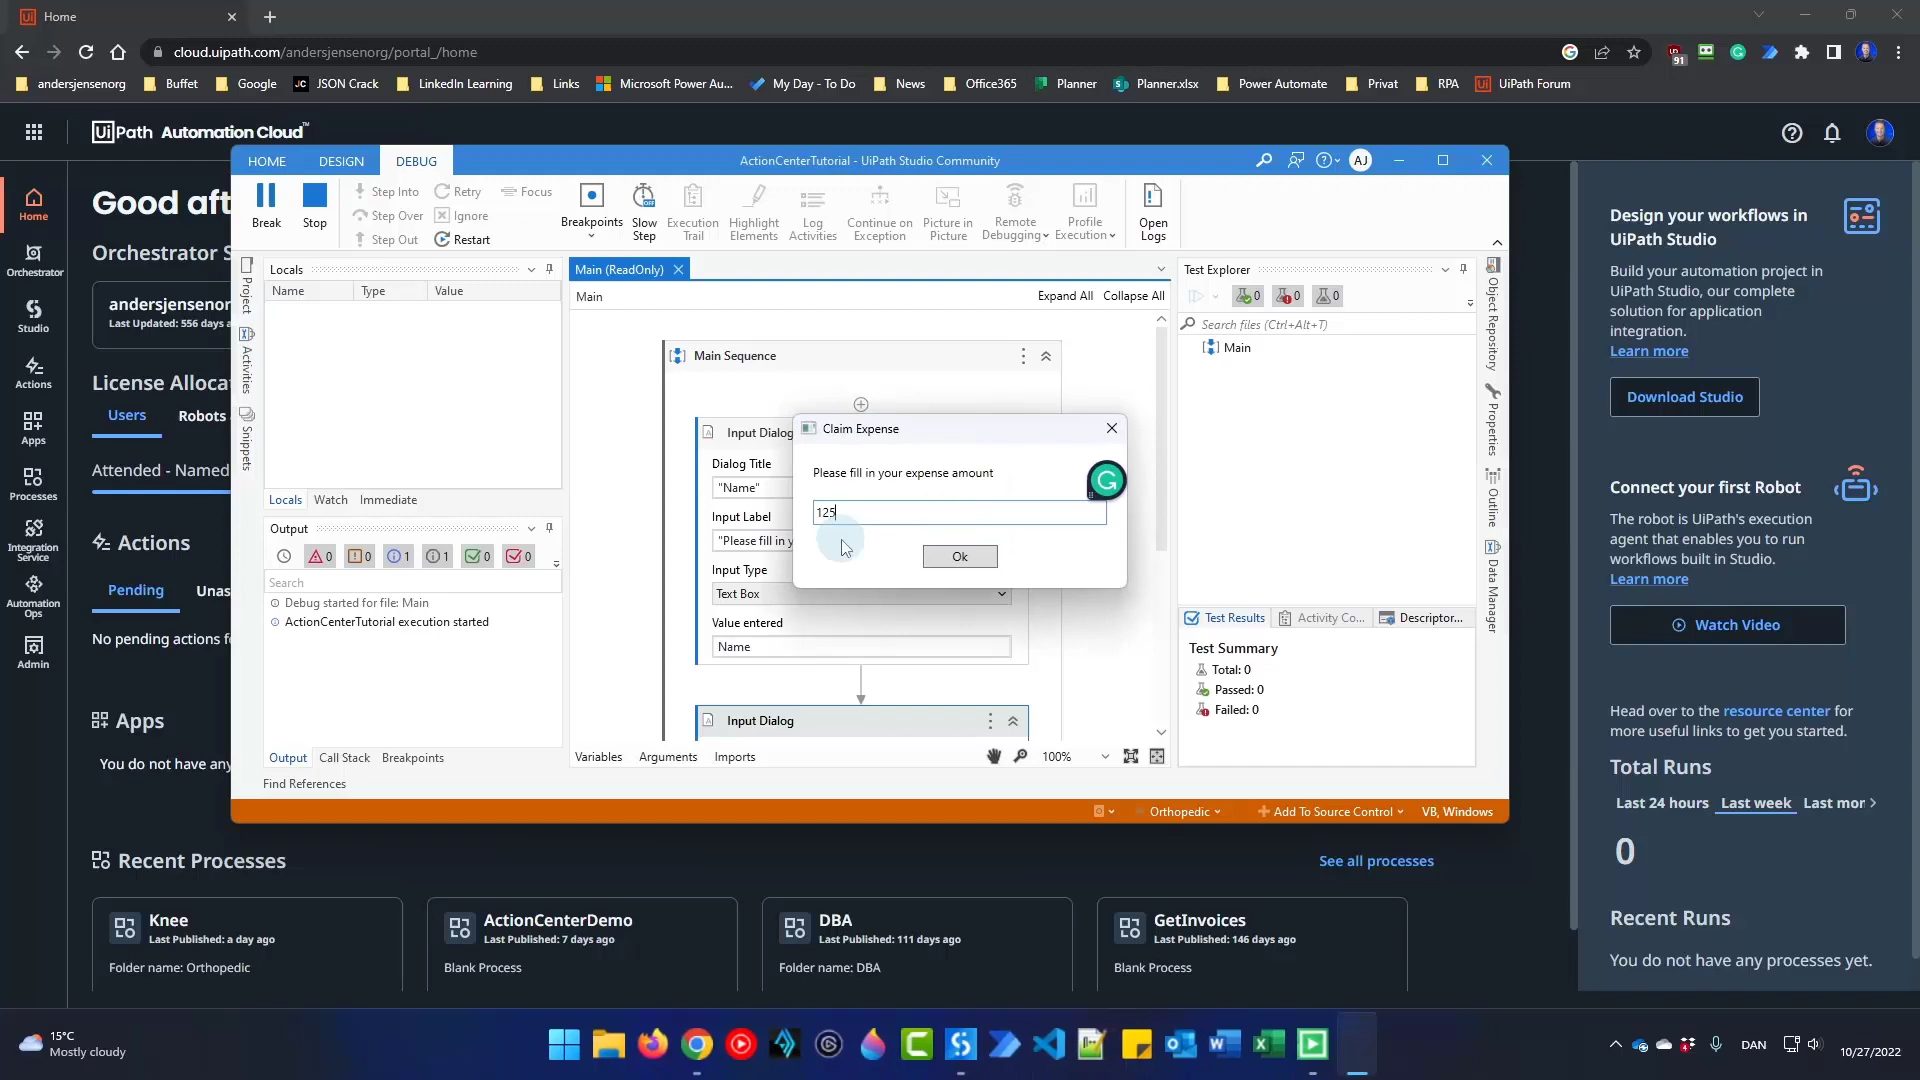 Home
cloud.uipath.com/andersjensenorg/portal_/home
91
andersjensenorg
Buffet
Google
JC
JSON Crack
LinkedIn Learning
Links
Microsoft Power Au...
My Day - To Do
News
Office365
Planner
Planner.xlsx
Power Automate
Privat
RPA
UiPath Forum
UiPath Automation Cloud™
Home
Orchestrator
Studio
Actions
Apps
Processes
Integration
Service
Automation
Ops
Admin
Good aft
Orchestrator S
andersjensenor
Last Updated: 556 days a
License Alloca
Users
Robots
Attended - Named
Actions
Pending
Unas
No pending actions f
Apps
You do not have any
HOME
DESIGN
DEBUG
ActionCenterTutorial - UiPath Studio Community
AJ
Break
Stop
Step Into
Step Over
Step Out
Retry
Ignore
Restart
Focus
Breakpoints
Slow
Step
Execution
Trail
Highlight
Elements
Log
Activities
Continue on
Exception
Picture in
Picture
Remote
Debugging
Profile
Execution
Open
Logs
Project
Activities
Snippets
Locals
Name
Type
Value
Locals
Watch
Immediate
Output
0
0
1
1
0
0
Search
Debug started for file: Main
ActionCenterTutorial execution started
Output
Call Stack
Breakpoints
Find References
Main (ReadOnly)
Main
Expand All
Collapse All
Main Sequence
Input Dialog
Dialog Title
"Name"
Input Label
"Please fill in y
Input Type
Text Box
Value entered
Name
Input Dialog
Claim Expense
Please fill in your expense amount
125
Ok
Variables
Arguments
Imports
100%
Test Explorer
0
0
0
Search files (Ctrl+Alt+T)
Main
Test Results
Activity Co...
Descriptor...
Test Summary
Total: 0
Passed: 0
Failed: 0
Object Repository
Properties
Outline
Data Manager
Orthopedic
Add To Source Control
VB, Windows
Design your workflows in
UiPath Studio
Build your automation project in
UiPath Studio, our complete
solution for application
integration.
Learn more
Download Studio
Connect your first Robot
The robot is UiPath's execution
agent that enables you to run
workflows built in Studio.
Learn more
Watch Video
Head over to the resource center for
more useful links to get you started.
Total Runs
Last 24 hours
Last week
Last mor
0
Recent Runs
You do not have any processes yet.
Recent Processes
See all processes
Knee
Last Published: a day ago
Folder name: Orthopedic
ActionCenterDemo
Last Published: 7 days ago
Blank Process
DBA
Last Published: 111 days ago
Folder name: DBA
GetInvoices
Last Published: 146 days ago
Blank Process
15°C
Mostly cloudy
DAN
10/27/2022